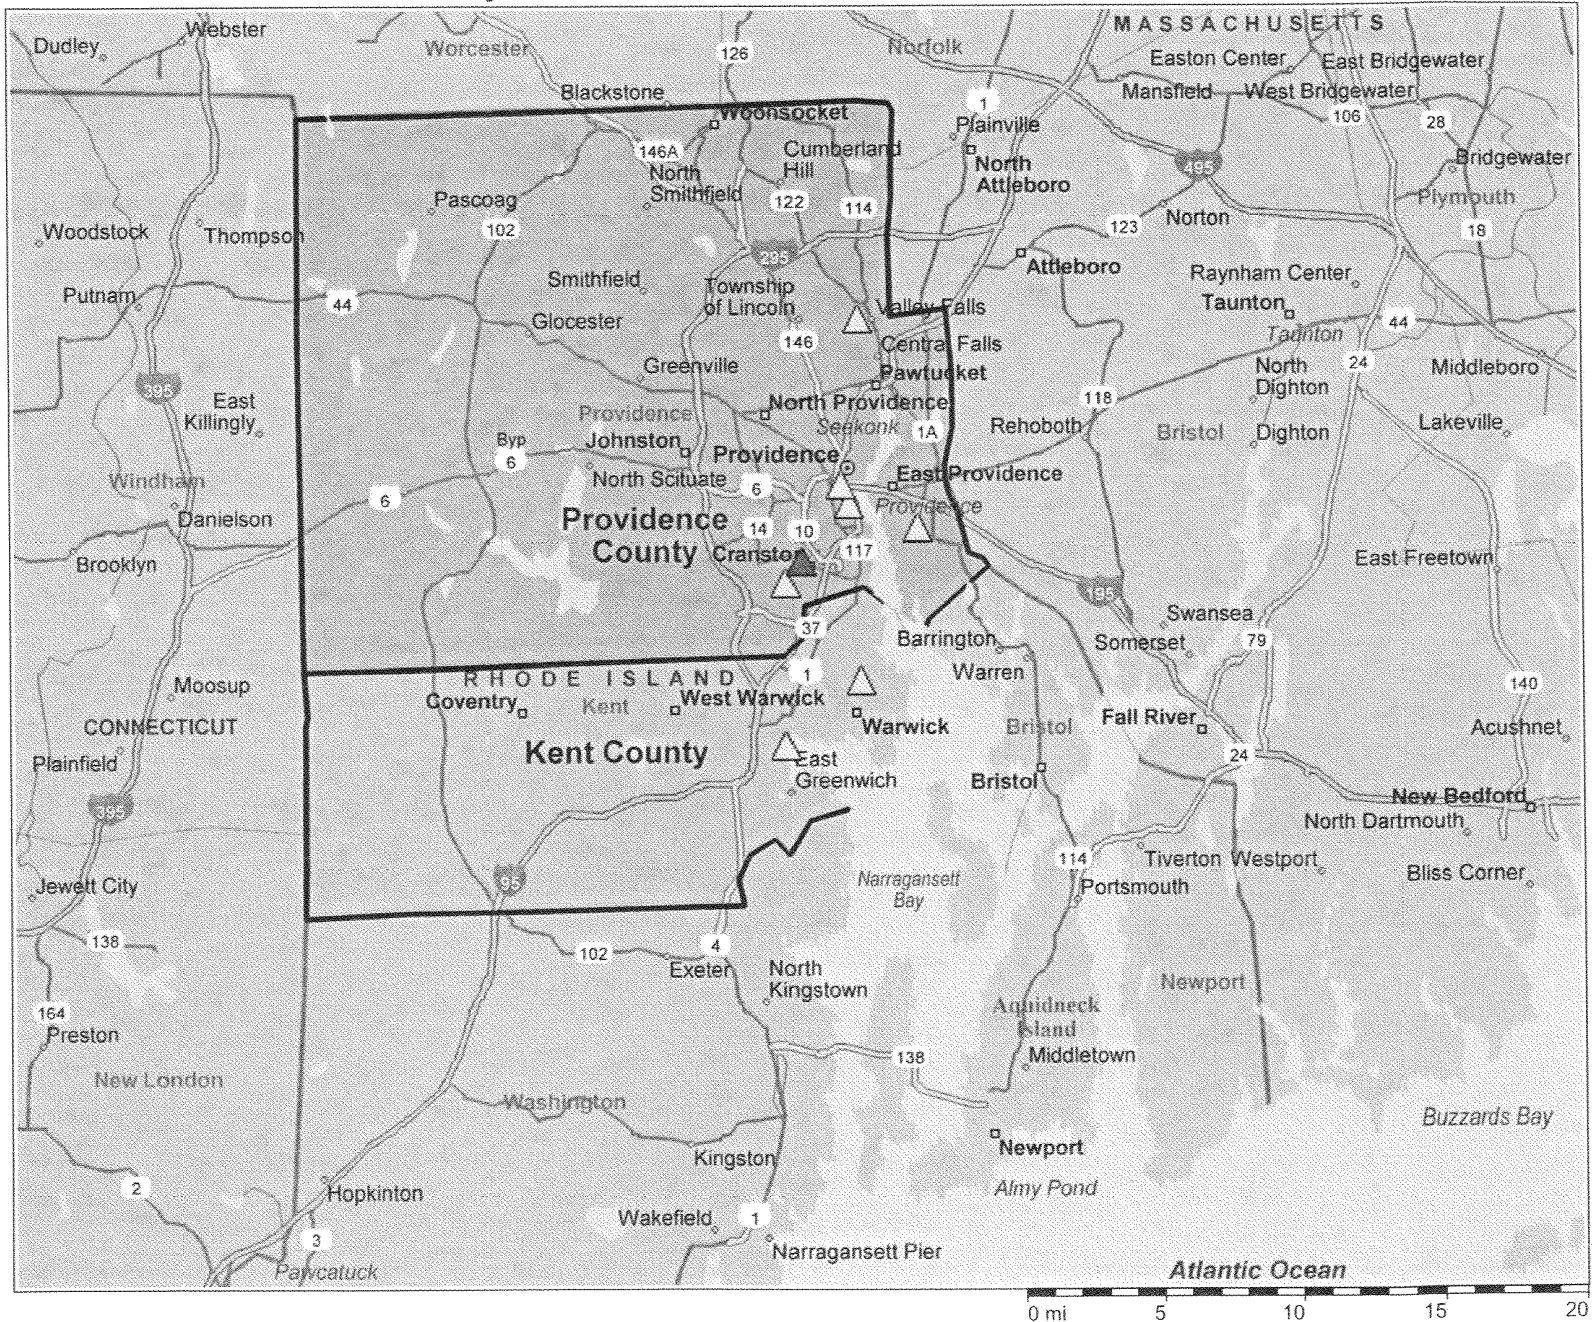 MASSACHUSETTS
Webster
Dudley
Worcester
126
Norfolk
Easton Center
East Bridgewater
Blackstone
1
Mansfield
West Bridgewater
106
28
Woonsocket
Plainville
146A
Cumberland
Hill
North
Attleboro
495
Bridgewater
North
Smithfield
Plymouth
Pascoag
122
114
Norton
102
123
18
Woodstock
Thompson
295
Attleboro
Raynham Center
Smithfield
Township
of Lincoln
Putnam
44
Valley Falls
Taunton
Glocester
Taunton
44
146
Central Falls
24
Greenville
Pawtucket
North
Dighton
Middleboro
395
East
Killingly
Providence
North Providence
118
Seekonk
1A
Rehoboth
Bristol
Dighton
Lakeville
Byp
6
Johnston
Providence
Windham
North Scituate
6
East Providence
6
Providence
Danielson
Providence
County
14
10
Cranston
117
Brooklyn
East Freetown
195
Swansea
37
Barrington
Somerset
79
RHODE ISLAND
1
Warren
Moosup
140
Coventry
Kent
West Warwick
CONNECTICUT
Warwick
Bristol
Fall River
Acushnet
Kent County
Plainfield
East
Greenwich
24
Bristol
395
New Bedford
North Dartmouth
114
Tiverton
Westport
Jewett City
95
Narragansett
Bay
Portsmouth
Bliss Corner
138
102
4
Exeter
North
Kingstown
Newport
164
Aquidneck
Island
Preston
138
Middletown
New London
Washington
Buzzards Bay
Newport
Kingston
2
Hopkinton
Almy Pond
Wakefield
1
3
Narragansett Pier
Pawcatuck
Atlantic Ocean
0 mi
5
10
15
20